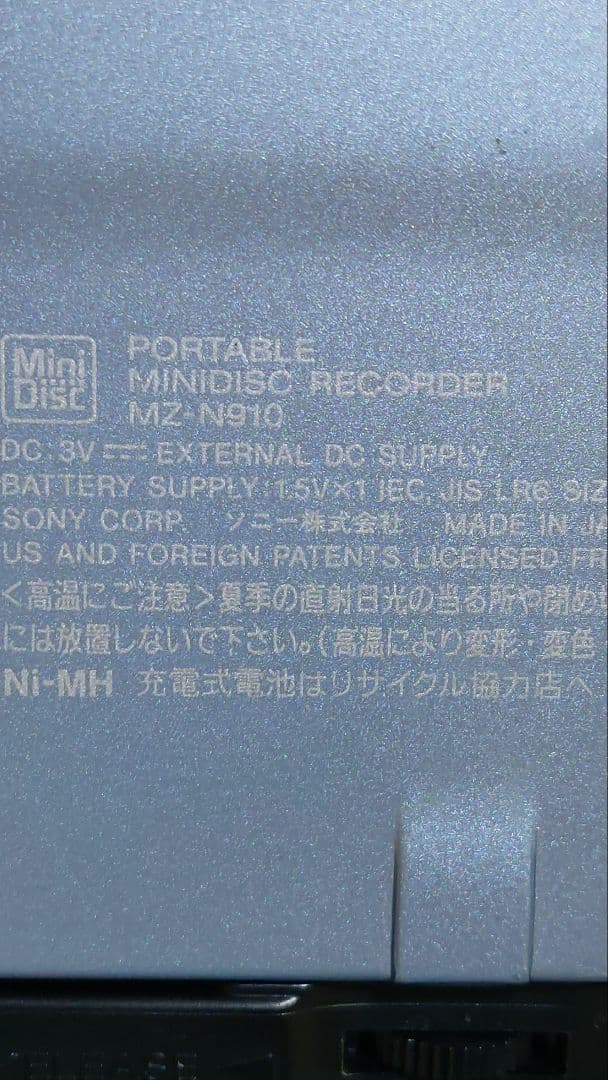 Mini Disc
PORTABLE
MINIDISC RECORDER
MZ-N910
DC 3V ⎓ EXTERNAL DC SUPPLY
BATTERY SUPPLY:1.5V×1 IEC, JIS LR6 SIZ
SONY CORP. ソニー株式会社 MADE IN JA
US AND FOREIGN PATENTS LICENSED FR
<高温にご注意>夏季の直射日光の当る所や閉め
には放置しないで下さい。(高温により変形・変色
Ni-MH 充電式電池はリサイクル協力店へ